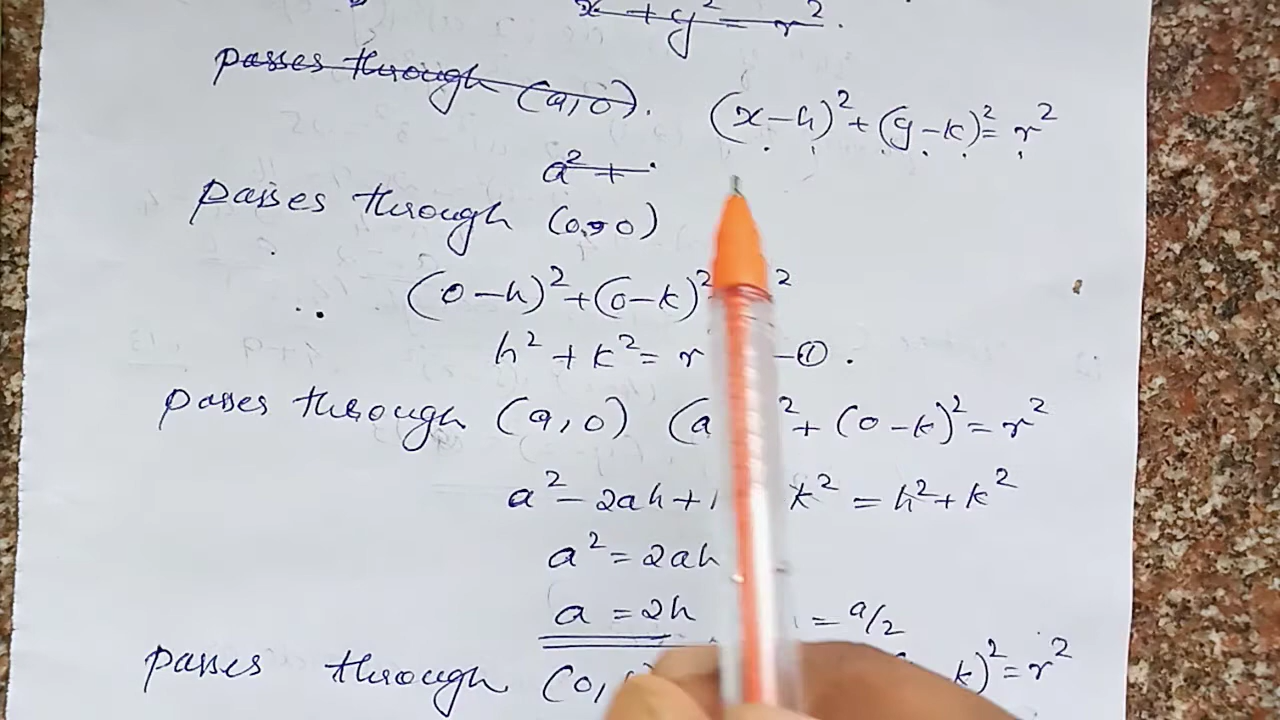 x² + y² = r².
passes through (a,0).
(x-h)²+(y-k)²= r²
a² +
passes through (0,0)
(0-h)²+(0-k)² ²
h² + k² = r -①.
passes through (a,0) (a ²+(0-k)²= r²
a²-2ah+ k² = h²+k²
a² = 2ah
a = 2h = a/2
passes through (0, k)²= r²